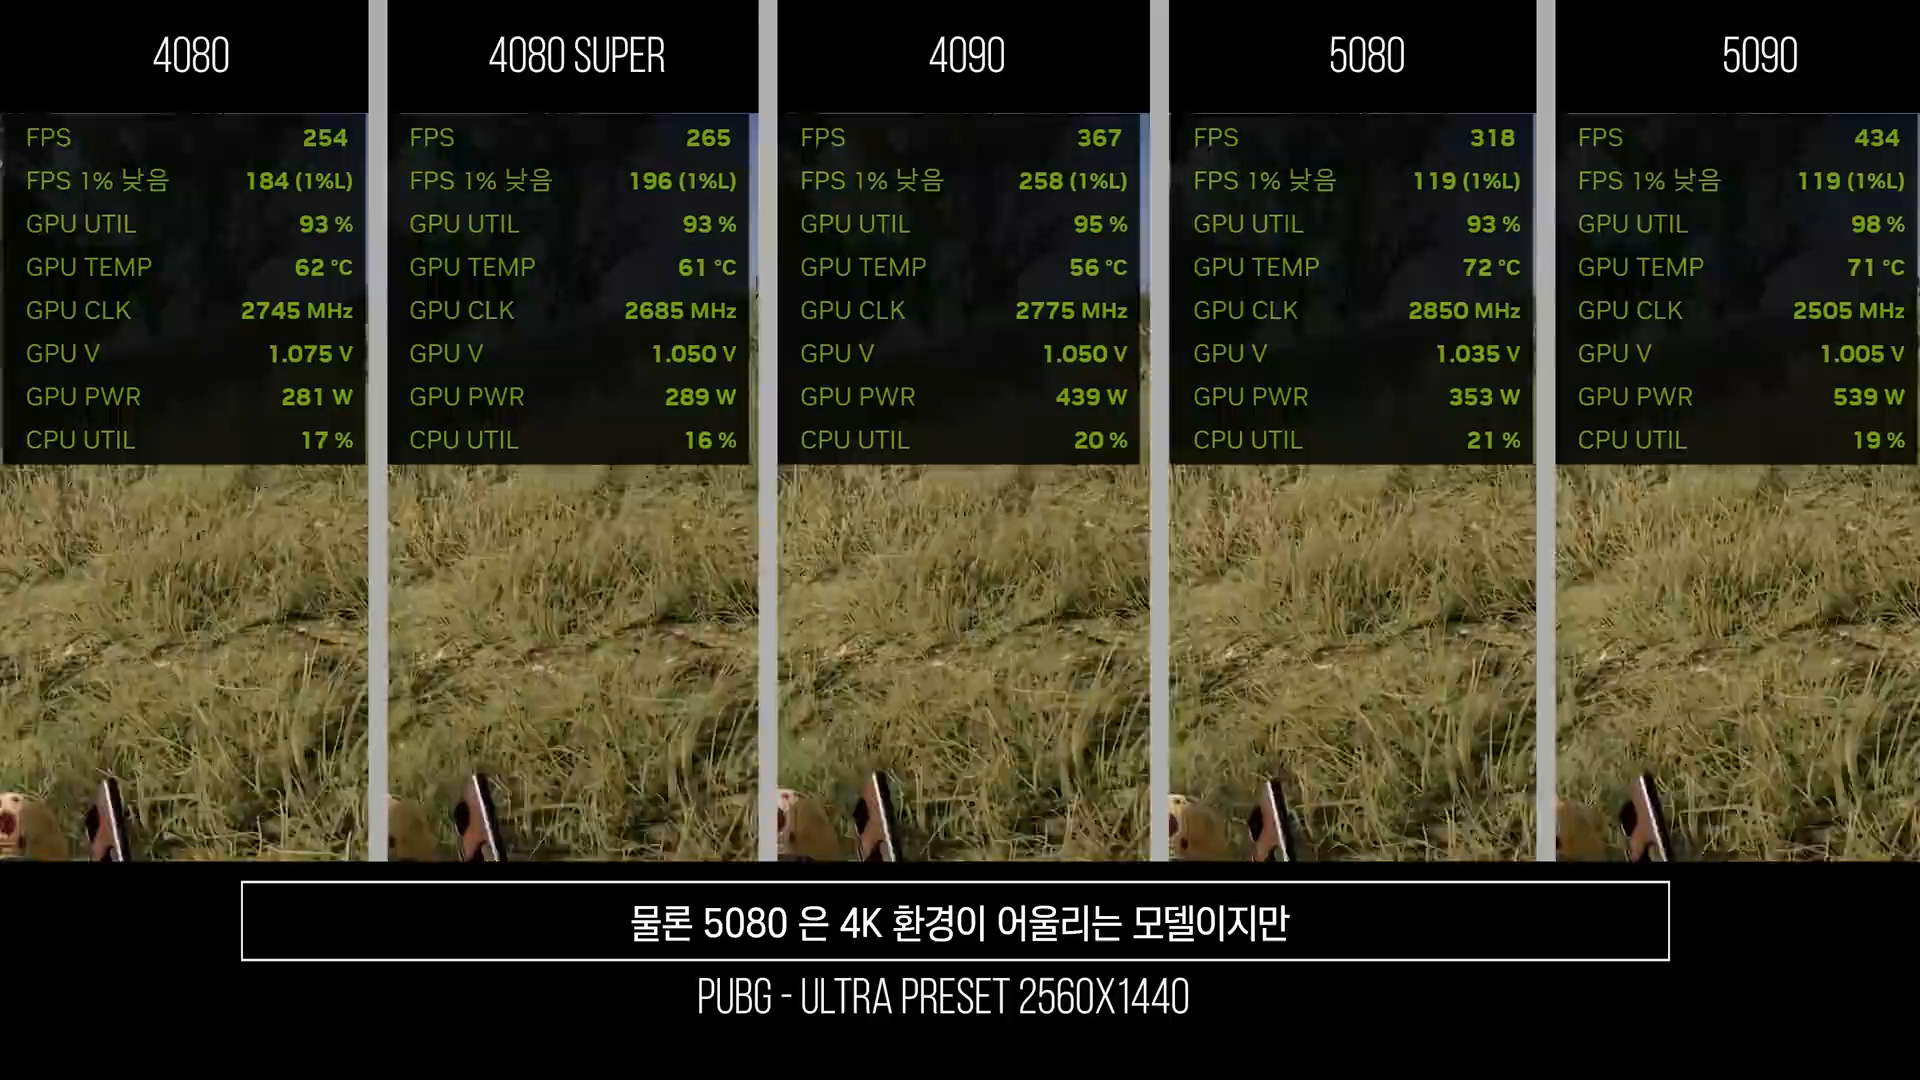 4080
FPS 254
FPS 1% 낮음 184 (1%L)
GPU UTIL 93 %
GPU TEMP 62 °C
GPU CLK 2745 MHz
GPU V 1.075 V
GPU PWR 281 W
CPU UTIL 17 %
4080 SUPER
FPS 265
FPS 1% 낮음 196 (1%L)
GPU UTIL 93 %
GPU TEMP 61 °C
GPU CLK 2685 MHz
GPU V 1.050 V
GPU PWR 289 W
CPU UTIL 16 %
4090
FPS 367
FPS 1% 낮음 258 (1%L)
GPU UTIL 95 %
GPU TEMP 56 °C
GPU CLK 2775 MHz
GPU V 1.050 V
GPU PWR 439 W
CPU UTIL 20 %
5080
FPS 318
FPS 1% 낮음 119 (1%L)
GPU UTIL 93 %
GPU TEMP 72 °C
GPU CLK 2850 MHz
GPU V 1.035 V
GPU PWR 353 W
CPU UTIL 21 %
5090
FPS 434
FPS 1% 낮음 119 (1%L)
GPU UTIL 98 %
GPU TEMP 71 °C
GPU CLK 2505 MHz
GPU V 1.005 V
GPU PWR 539 W
CPU UTIL 19 %
물론 5080 은 4K 환경이 어울리는 모델이지만
PUBG - ULTRA PRESET 2560X1440